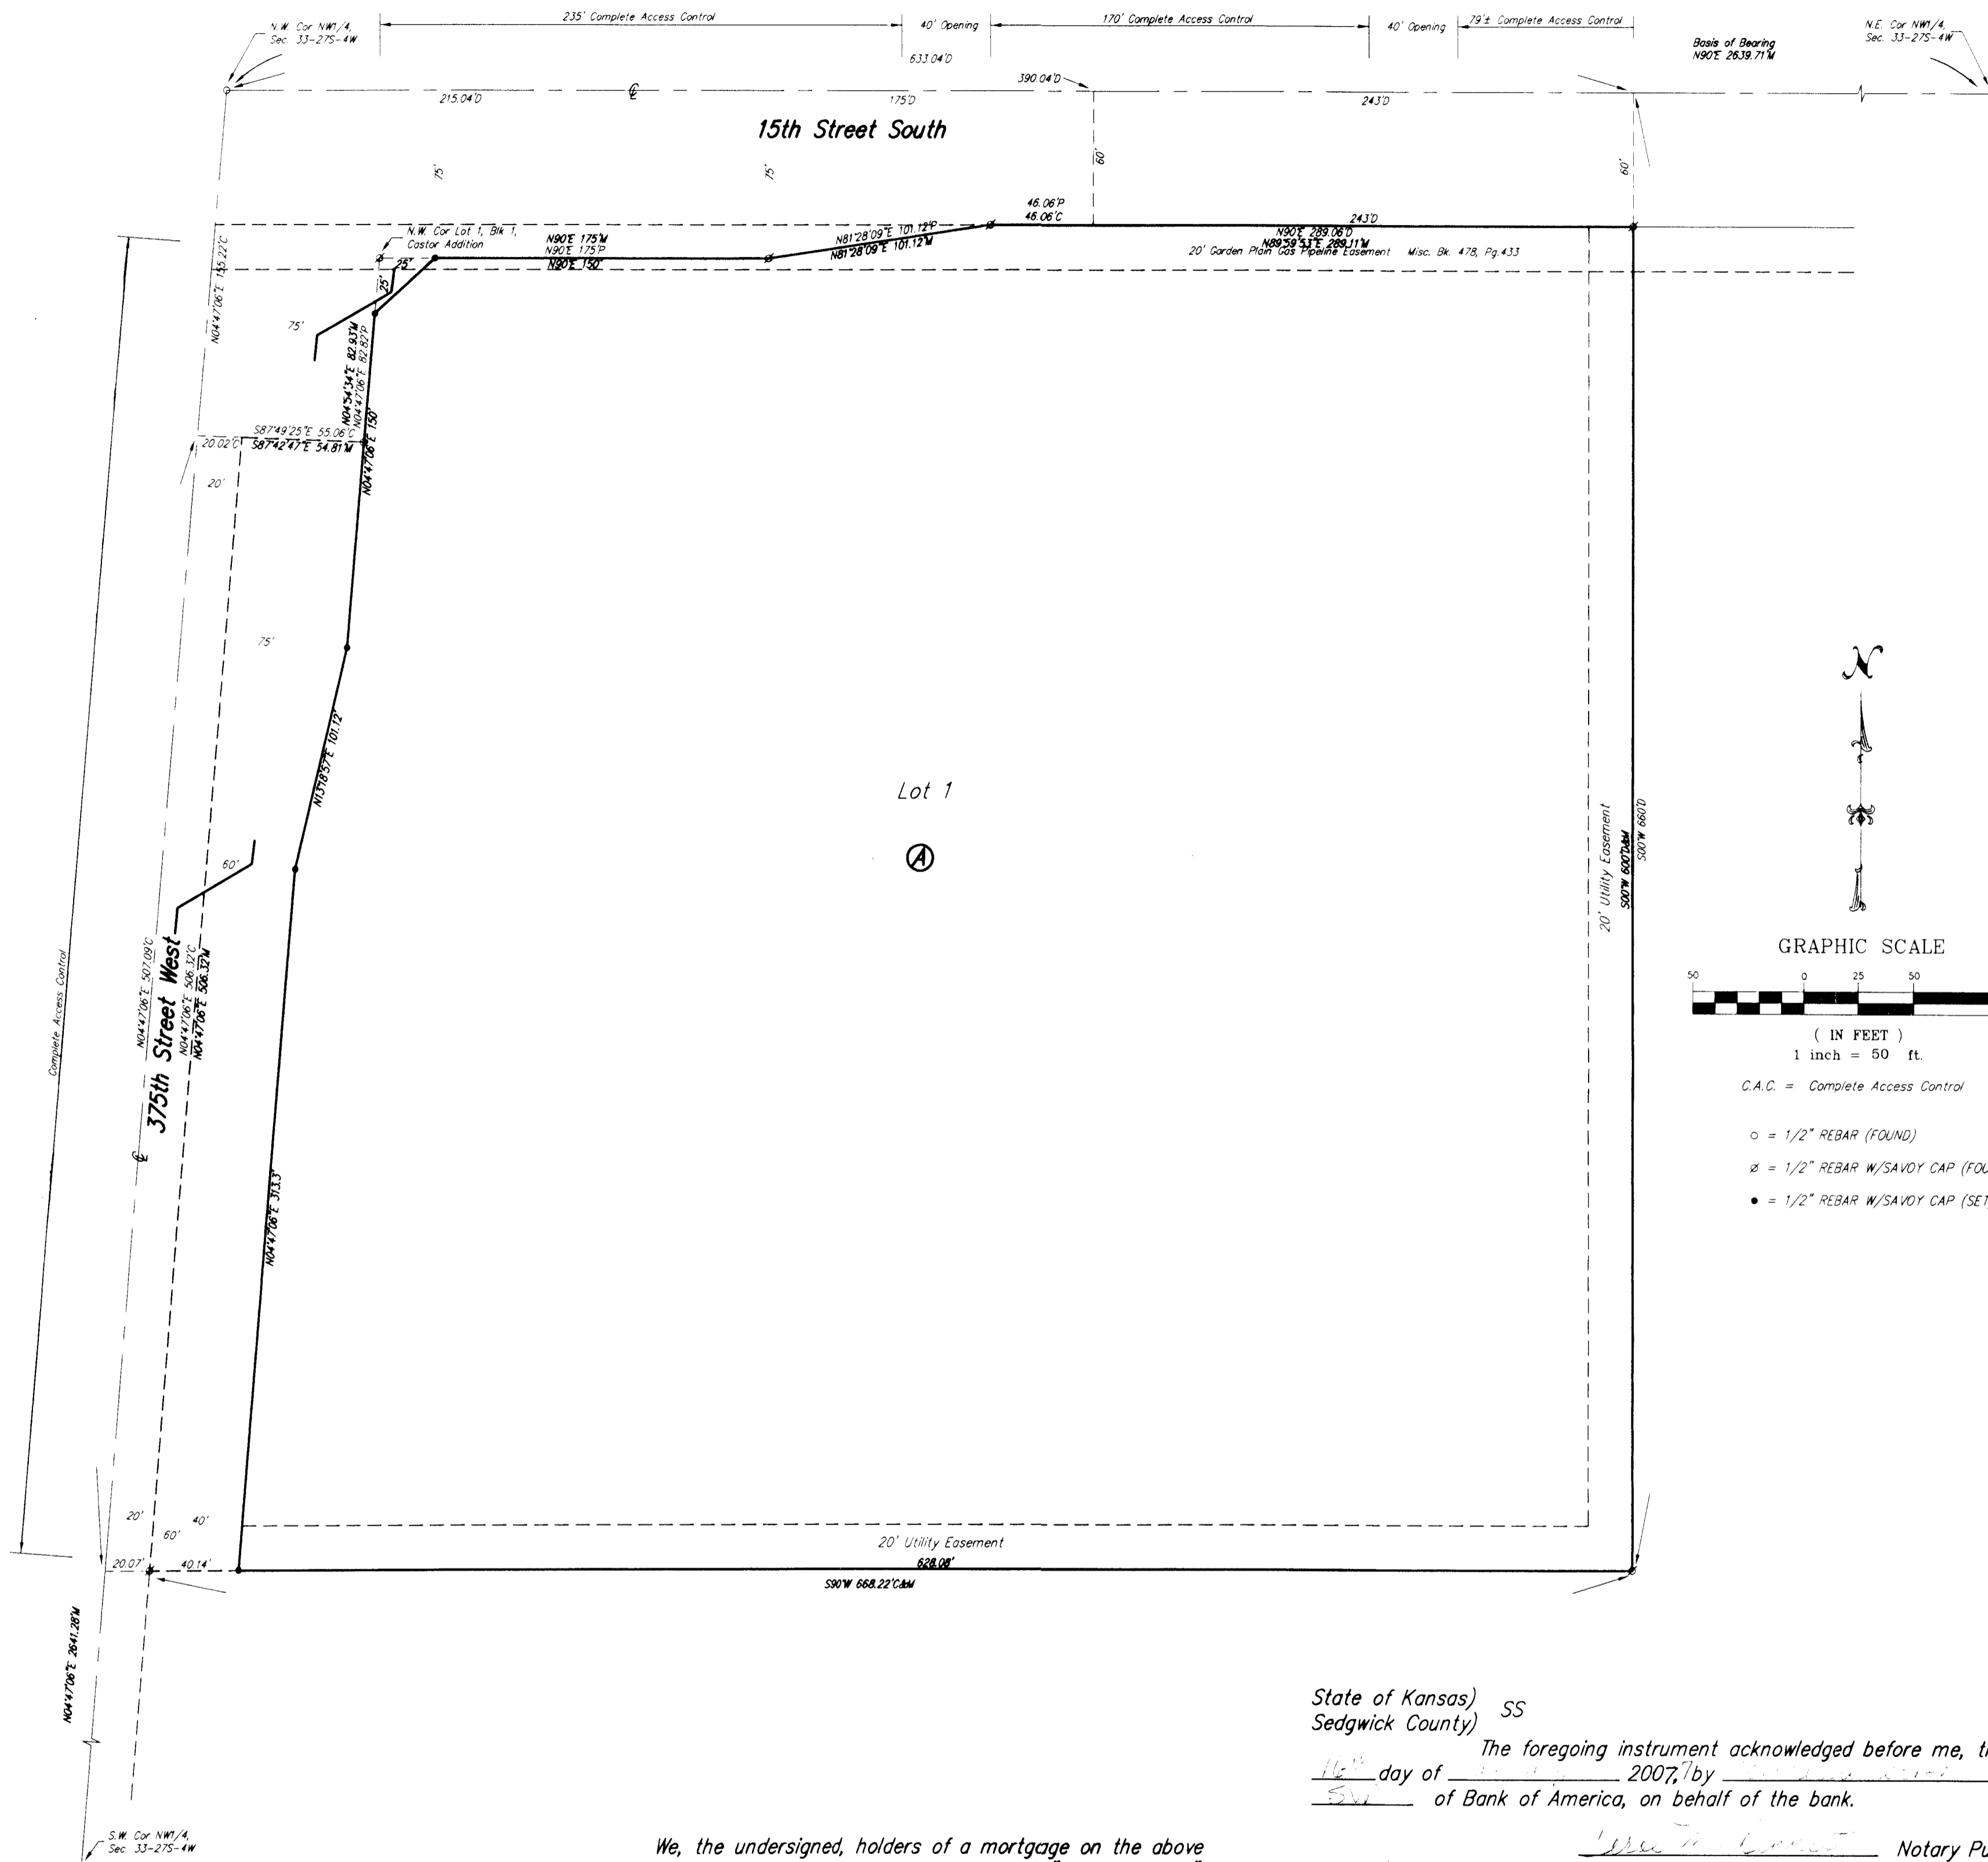 235' Complete Access Control
40' Opening
170' Complete Access Control
40' Opening
79'± Complete Access Control
N.W. Cor NW1/4,
Sec. 33-27S-4W
N.E. Cor NW1/4,
Sec. 33-27S-4W
Basis of Bearing
N90°E 2639.71'M
633.04'D
390.04'D
215.04'D
175'D
243'D
15th Street South
75'
75'
60'
60'
46.06'P
46.06'C
243'D
N.W. Cor Lot 1, Blk 1,
Castor Addition
N90°E 175'M
N90°E 175'P
N90°E 150'
N81°28'09"E 101.12'P
N81°28'09"E 101.12'M
N90°E 289.06'D
N89°59'53"E 289.11'M
20' Garden Plain Gas Pipeline Easement Misc. Bk. 478, Pg.433
25'
25'
N04°47'06"E 155.22'C
75'
N04°54'34"E 82.93'M
N04°47'06"E 82.82'P
N04°47'06"E 150'
S87°49'25"E 55.06'C
20.02'C
S87°42'47"E 54.81'M
20'
75'
N13°18'57"E 101.12'
Lot 1
A
20' Utility Easement
S00°W 600'D&M
S00°W 660'D
60'
Complete Access Control
N04°47'06"E 507.09'C
375th Street West
N04°47'06"E 506.32'C
N04°47'06"E 506.32'M
N04°47'06"E 313.3'
N
GRAPHIC SCALE
50 0 25 50
( IN FEET )
1 inch = 50 ft.
C.A.C. = Complete Access Control
= 1/2" REBAR (FOUND)
= 1/2" REBAR W/SAVOY CAP (FOU
= 1/2" REBAR W/SAVOY CAP (SET
20'
40'
60'
20' Utility Easement
20.07'
40.14'
628.08'
S90°W 668.22'C&M
N04°47'06"E 2641.28'M
S.W. Cor NW1/4,
Sec. 33-27S-4W
State of Kansas) SS
Sedgwick County)
The foregoing instrument acknowledged before me, th
16th day of 2007, by
of Bank of America, on behalf of the bank.
Notary Pu
We, the undersigned, holders of a mortgage on the above